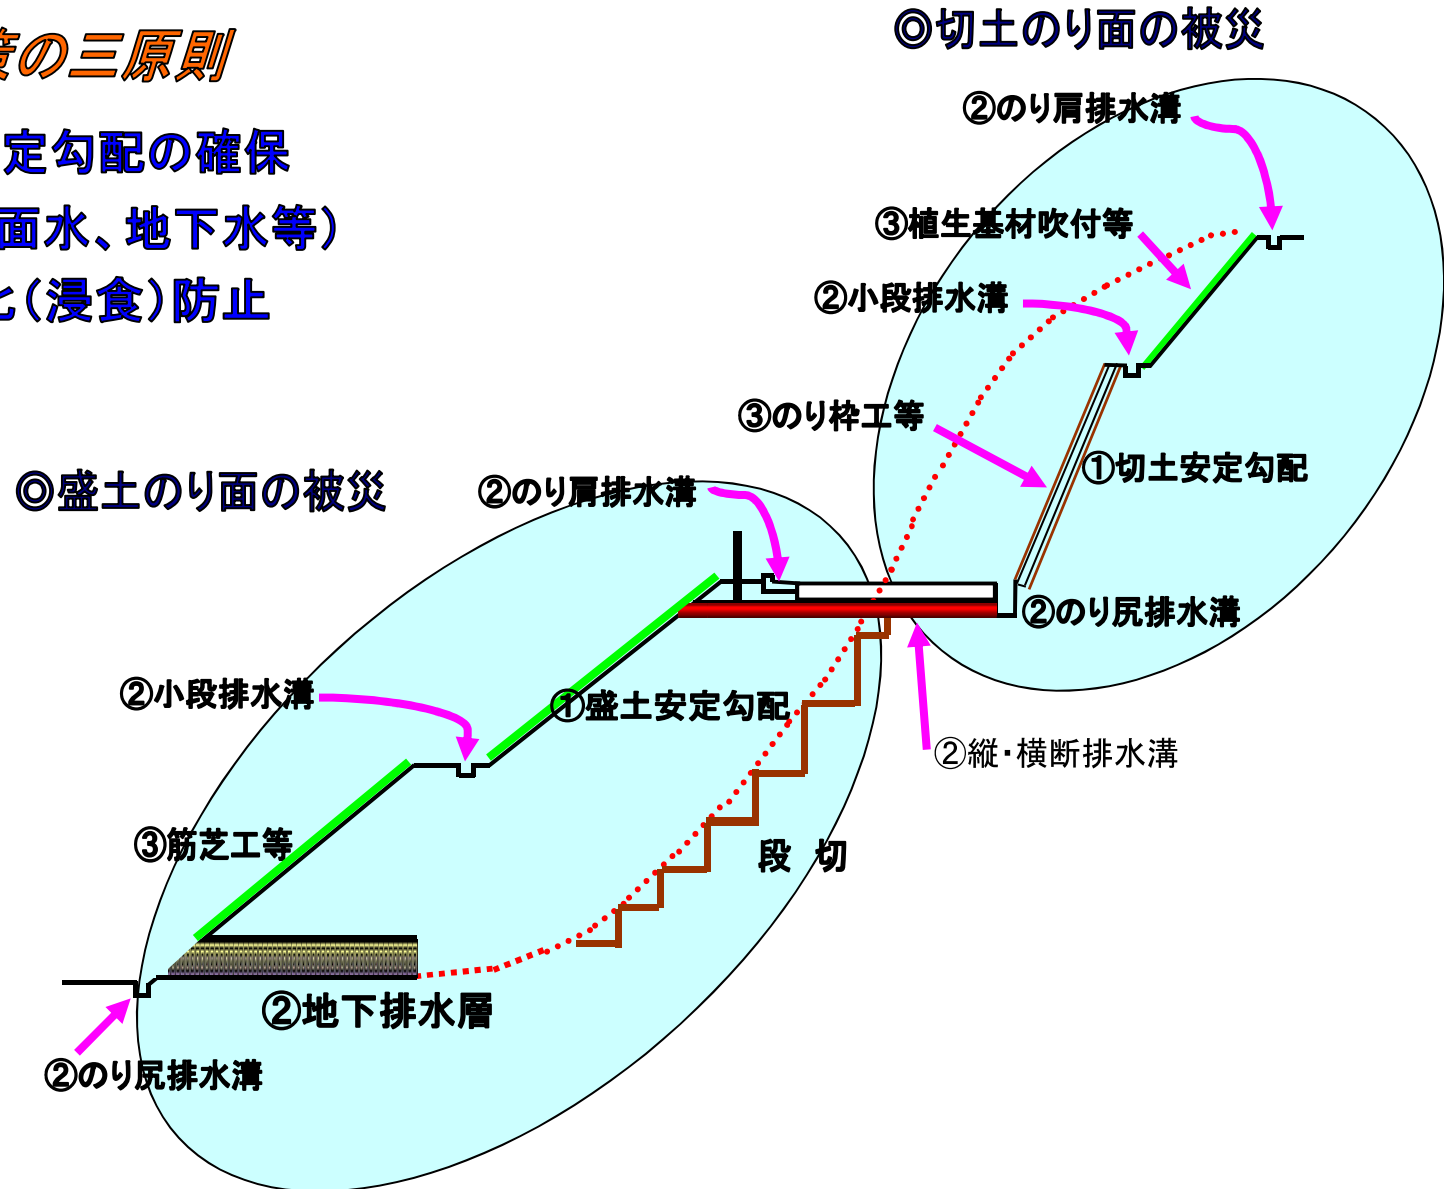 策の三原則
定勾配の確保
面水、地下水等）
化（浸食）防止
◎切土のり面の被災
②のり肩排水溝
③植生基材吹付等
②小段排水溝
③のり枠工等
①切土安定勾配
②のり尻排水溝
◎盛土のり面の被災
②のり肩排水溝
②小段排水溝
①盛土安定勾配
②縦・横断排水溝
③筋芝工等
段　切
②地下排水層
②のり尻排水溝